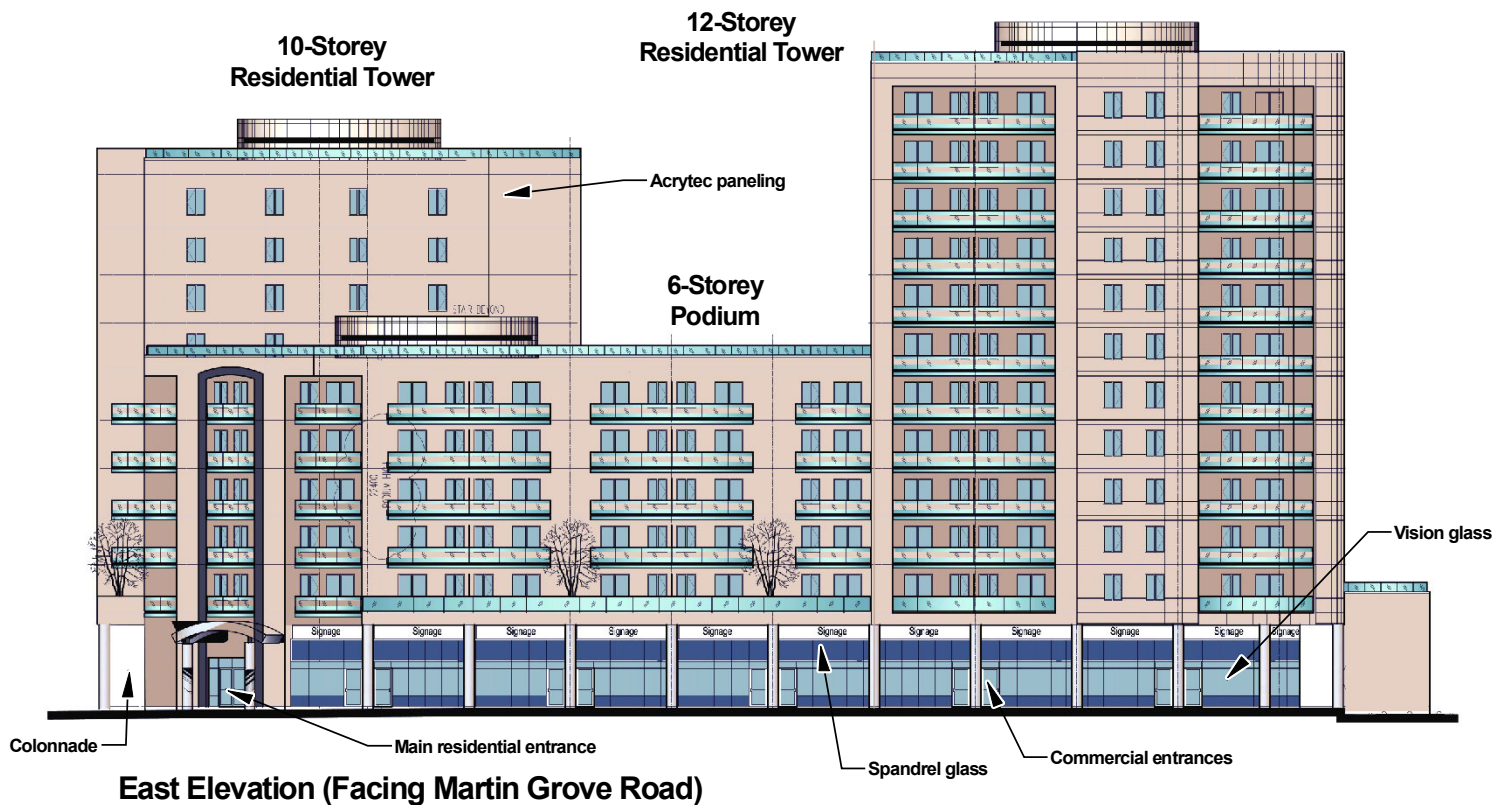 12-Storey
Residential Tower
10-Storey
Residential Tower
Acrytec paneling
6-Storey
Podium
STAIR BEYOND
Vision glass
Signage Signage Signage Signage Signage Signage Signage Signage Signage Signage Signage
Colonnade
Main residential entrance
Spandrel glass
Commercial entrances
East Elevation (Facing Martin Grove Road)